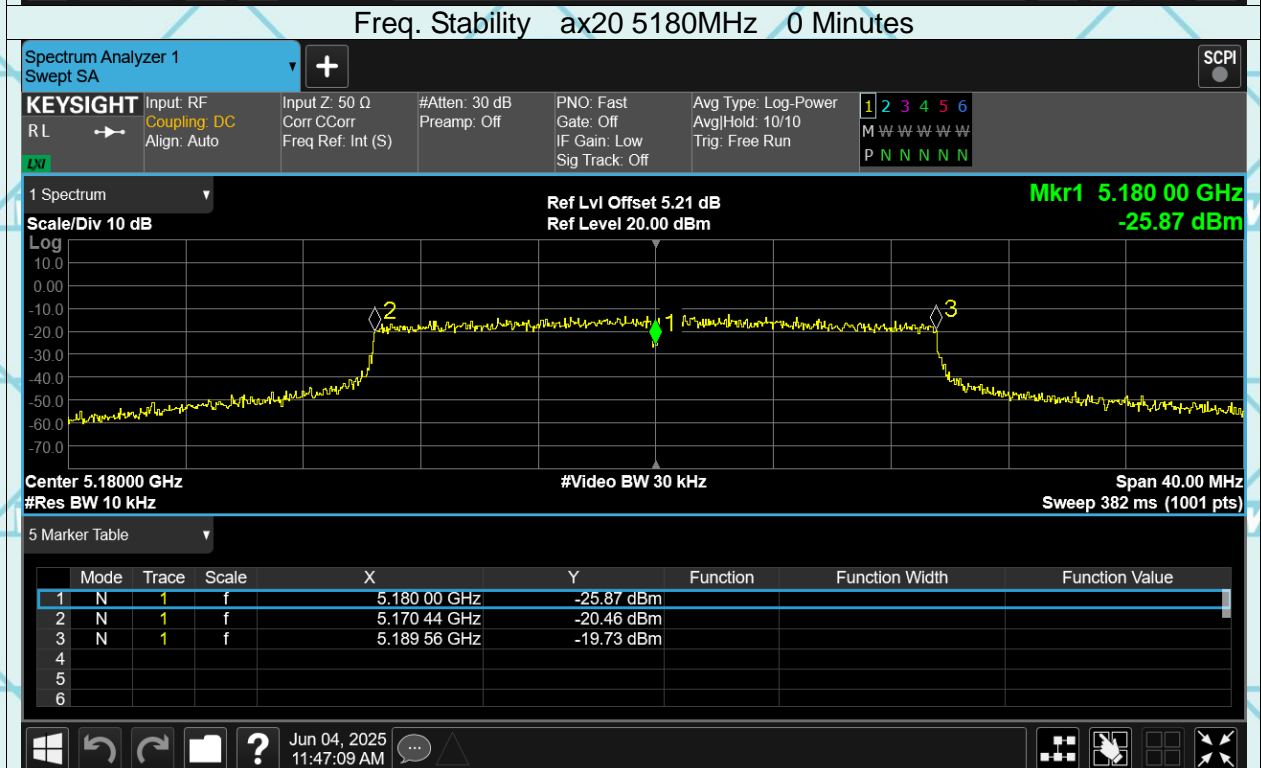 Freq. Stability ax20 5180MHz 0 Minutes
Spectrum Analyzer 1
Swept SA
+
SCPI
KEYSIGHT
RL
LXI
Input: RF
Coupling: DC
Align: Auto
Input Z: 50 Ω
Corr CCorr
Freq Ref: Int (S)
#Atten: 30 dB
Preamp: Off
PNO: Fast
Gate: Off
IF Gain: Low
Sig Track: Off
Avg Type: Log-Power
Avg|Hold: 10/10
Trig: Free Run
1 2 3 4 5 6
M W W W W W
P N N N N N
1 Spectrum
Scale/Div 10 dB
Ref Lvl Offset 5.21 dB
Ref Level 20.00 dBm
Mkr1 5.180 00 GHz
-25.87 dBm
Log
10.0
0.00
-10.0
-20.0
-30.0
-40.0
-50.0
-60.0
-70.0
2
1
3
Center 5.18000 GHz
#Video BW 30 kHz
Span 40.00 MHz
#Res BW 10 kHz
Sweep 382 ms (1001 pts)
5 Marker Table
Mode Trace Scale X Y Function Function Width Function Value
1 N 1 f 5.180 00 GHz -25.87 dBm
2 N 1 f 5.170 44 GHz -20.46 dBm
3 N 1 f 5.189 56 GHz -19.73 dBm
4
5
6
?
Jun 04, 2025
11:47:09 AM